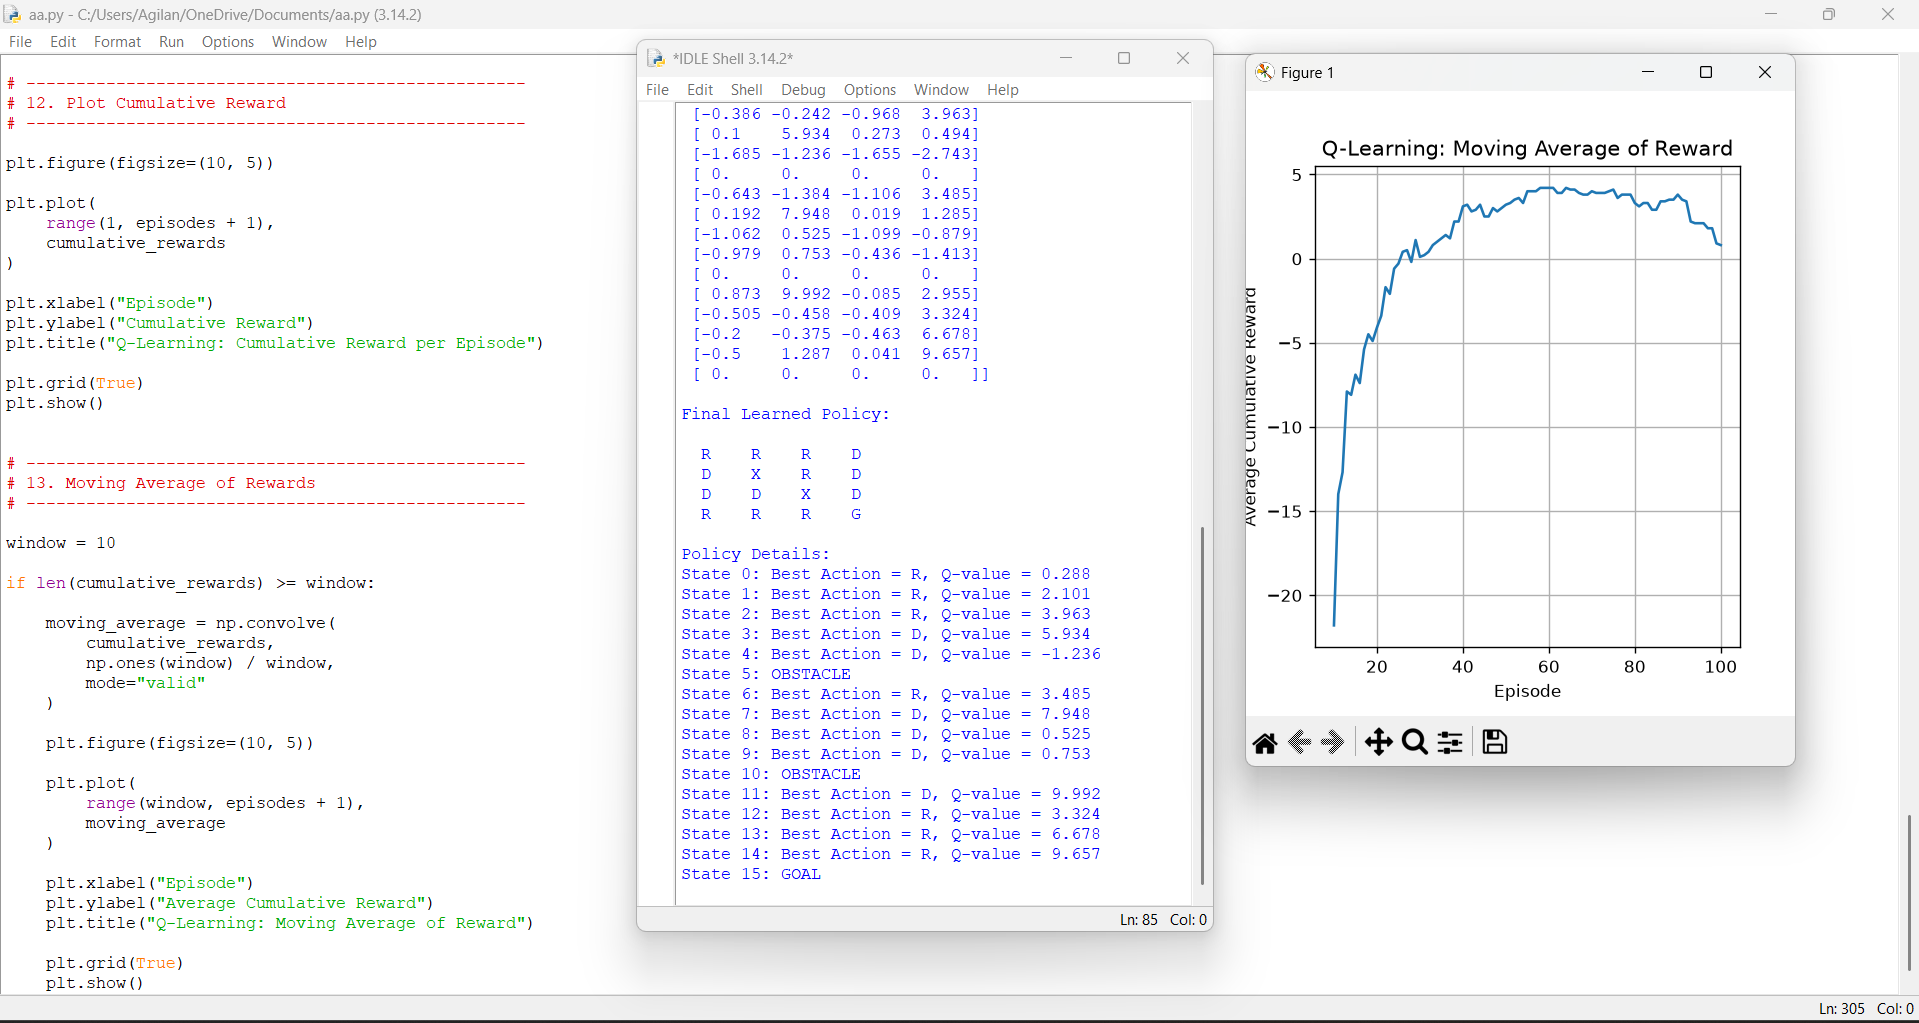 aa.py - C:/Users/Agilan/OneDrive/Documents/aa.py (3.14.2)
File Edit Format Run Options Window Help
# --------------------------------------------------
# 12. Plot Cumulative Reward
# --------------------------------------------------
plt.figure(figsize=(10, 5))
plt.plot(
    range(1, episodes + 1),
    cumulative_rewards
)
plt.xlabel("Episode")
plt.ylabel("Cumulative Reward")
plt.title("Q-Learning: Cumulative Reward per Episode")
plt.grid(True)
plt.show()
# --------------------------------------------------
# 13. Moving Average of Rewards
# --------------------------------------------------
window = 10
if len(cumulative_rewards) >= window:
    moving_average = np.convolve(
        cumulative_rewards,
        np.ones(window) / window,
        mode="valid"
    )
    plt.figure(figsize=(10, 5))
    plt.plot(
        range(window, episodes + 1),
        moving_average
    )
    plt.xlabel("Episode")
    plt.ylabel("Average Cumulative Reward")
    plt.title("Q-Learning: Moving Average of Reward")
    plt.grid(True)
    plt.show()
Ln: 305 Col: 0
*IDLE Shell 3.14.2*
File Edit Shell Debug Options Window Help
[-0.386 -0.242 -0.968  3.963]
[ 0.1    5.934  0.273  0.494]
[-1.685 -1.236 -1.655 -2.743]
[ 0.     0.     0.     0.   ]
[-0.643 -1.384 -1.106  3.485]
[ 0.192  7.948  0.019  1.285]
[-1.062  0.525 -1.099 -0.879]
[-0.979  0.753 -0.436 -1.413]
[ 0.     0.     0.     0.   ]
[ 0.873  9.992 -0.085  2.955]
[-0.505 -0.458 -0.409  3.324]
[-0.2   -0.375 -0.463  6.678]
[-0.5    1.287  0.041  9.657]
[ 0.     0.     0.     0.   ]]
Final Learned Policy:
R R R D
D X R D
D D X D
R R R G
Policy Details:
State 0: Best Action = R, Q-value = 0.288
State 1: Best Action = R, Q-value = 2.101
State 2: Best Action = R, Q-value = 3.963
State 3: Best Action = D, Q-value = 5.934
State 4: Best Action = D, Q-value = -1.236
State 5: OBSTACLE
State 6: Best Action = R, Q-value = 3.485
State 7: Best Action = D, Q-value = 7.948
State 8: Best Action = D, Q-value = 0.525
State 9: Best Action = D, Q-value = 0.753
State 10: OBSTACLE
State 11: Best Action = D, Q-value = 9.992
State 12: Best Action = R, Q-value = 3.324
State 13: Best Action = R, Q-value = 6.678
State 14: Best Action = R, Q-value = 9.657
State 15: GOAL
Ln: 85 Col: 0
Figure 1
Q-Learning: Moving Average of Reward
Average Cumulative Reward
5
0
−5
−10
−15
−20
20 40 60 80 100
Episode